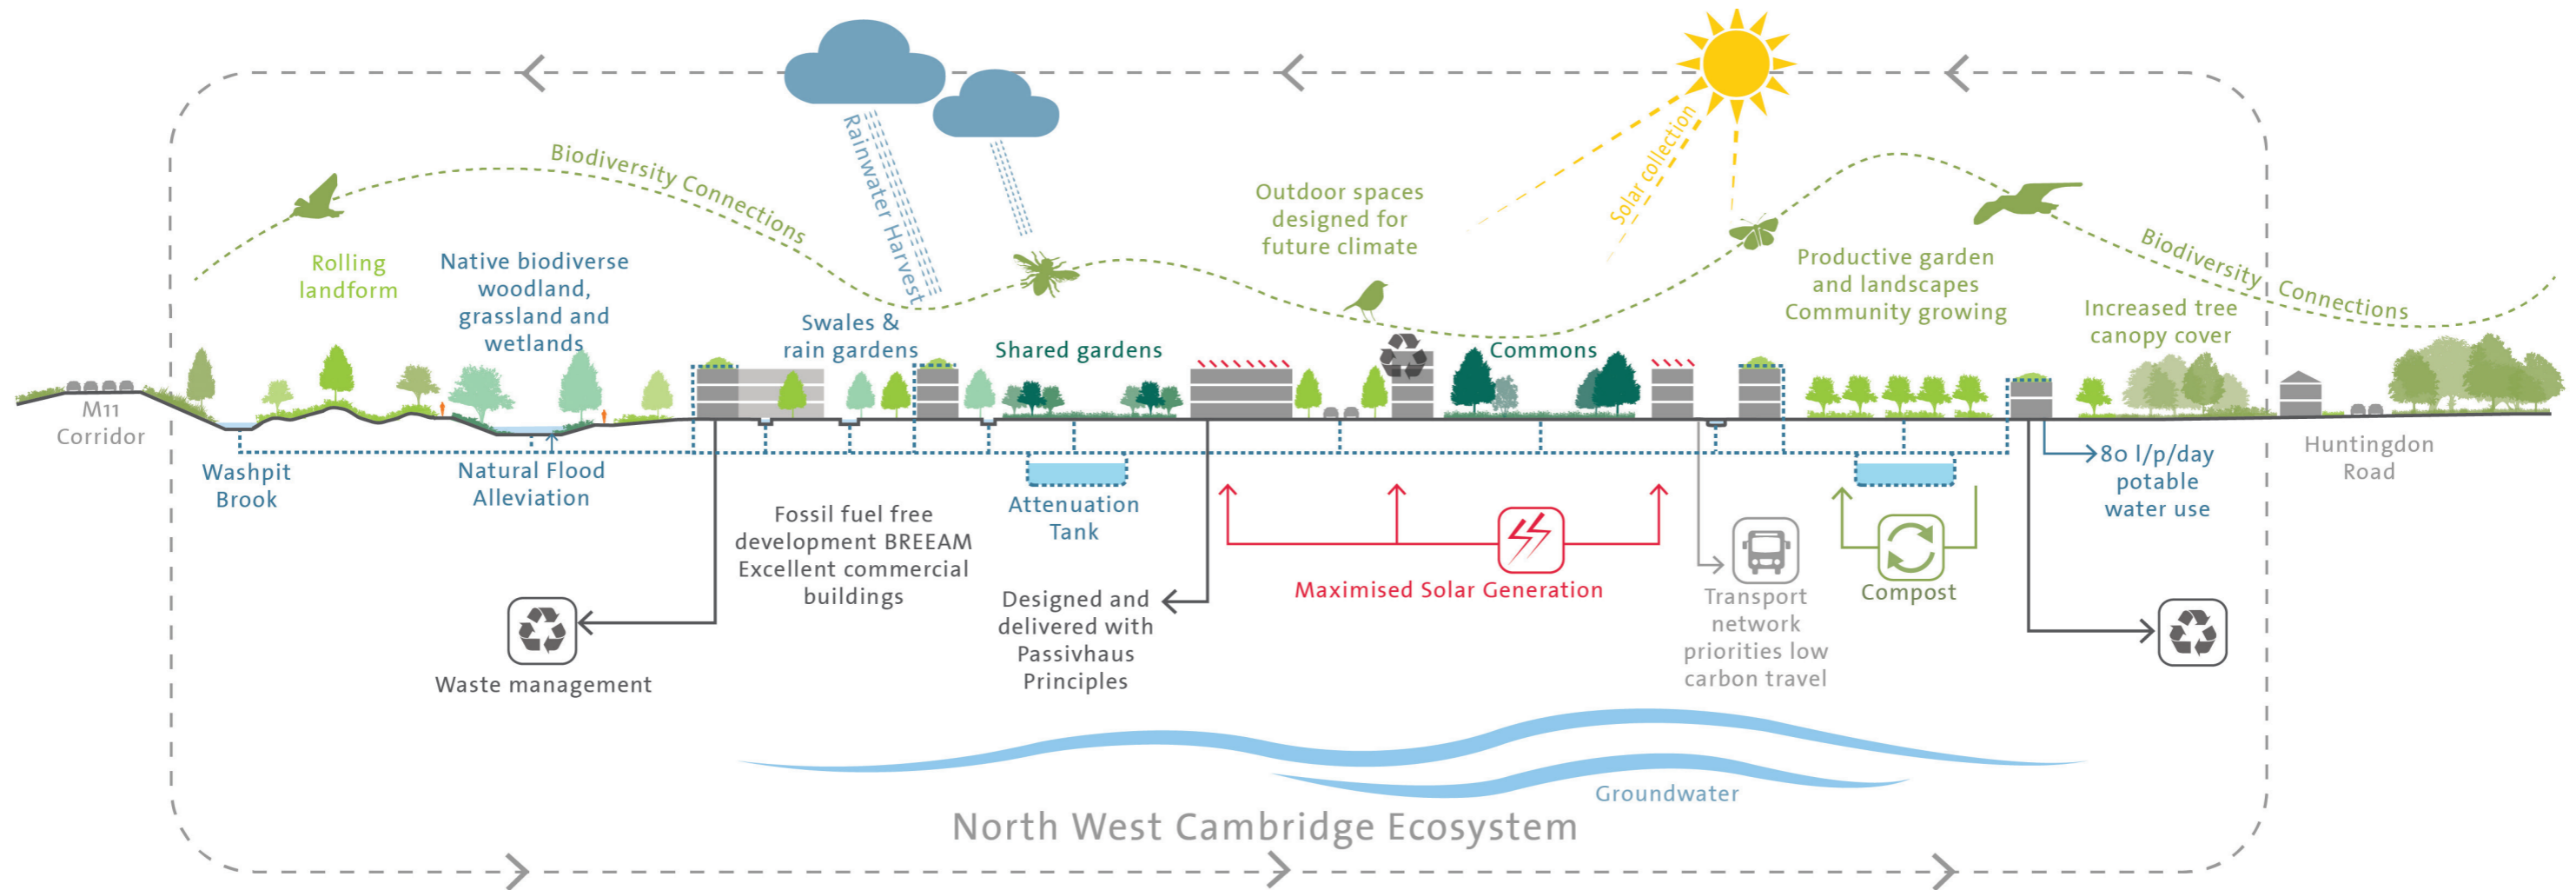 Rainwater Harvest
Solar collection
Biodiversity Connections
Outdoor spaces
designed for
future climate
Rolling
landform
Native biodiverse
woodland,
grassland and
wetlands
Swales &
rain gardens
Shared gardens
Commons
Productive garden
and landscapes
Community growing
Increased tree
canopy cover
Biodiversity Connections
M11
Corridor
Washpit
Brook
Natural Flood
Alleviation
Fossil fuel free
development BREEAM
Excellent commercial
buildings
Attenuation
Tank
Designed and
delivered with
Passivhaus
Principles
Maximised Solar Generation
Transport
network
priorities low
carbon travel
Compost
80 l/p/day
potable
water use
Huntingdon
Road
Waste management
Groundwater
North West Cambridge Ecosystem